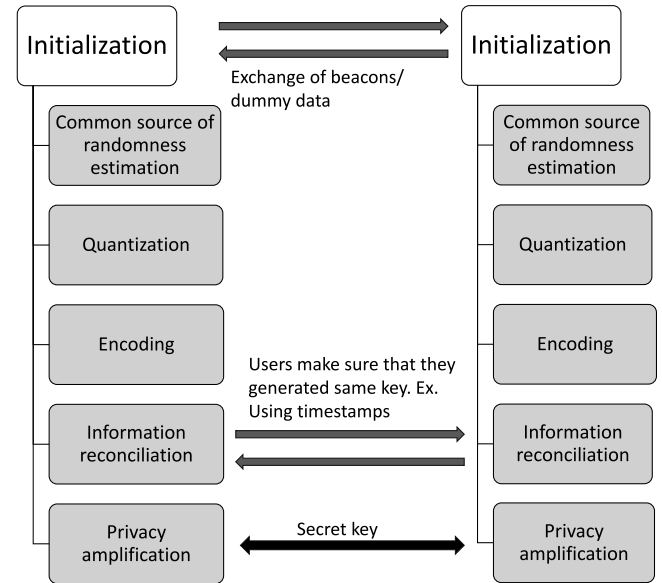 Initialization
Initialization
Exchange of beacons/
dummy data
Common source of
randomness
estimation
Common source
of randomness
estimation
Quantization
Quantization
Encoding
Encoding
Users make sure that they
generated same key. Ex.
Using timestamps
Information
reconciliation
Information
reconciliation
Privacy
amplification
Secret key
Privacy
amplification